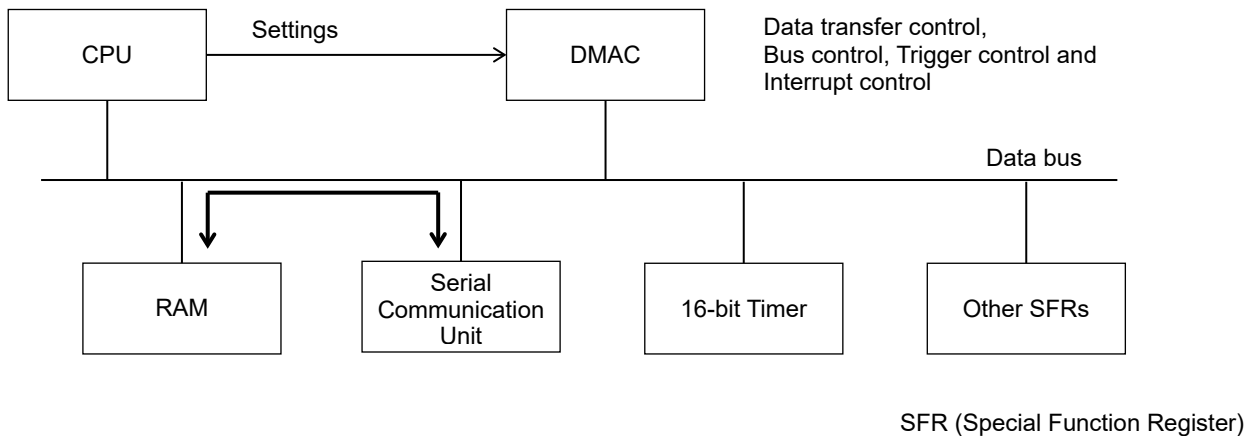 CPU
Settings
DMAC
Data transfer control,
Bus control, Trigger control and
Interrupt control
Data bus
RAM
Serial
Communication
Unit
16-bit Timer
Other SFRs
SFR (Special Function Register)